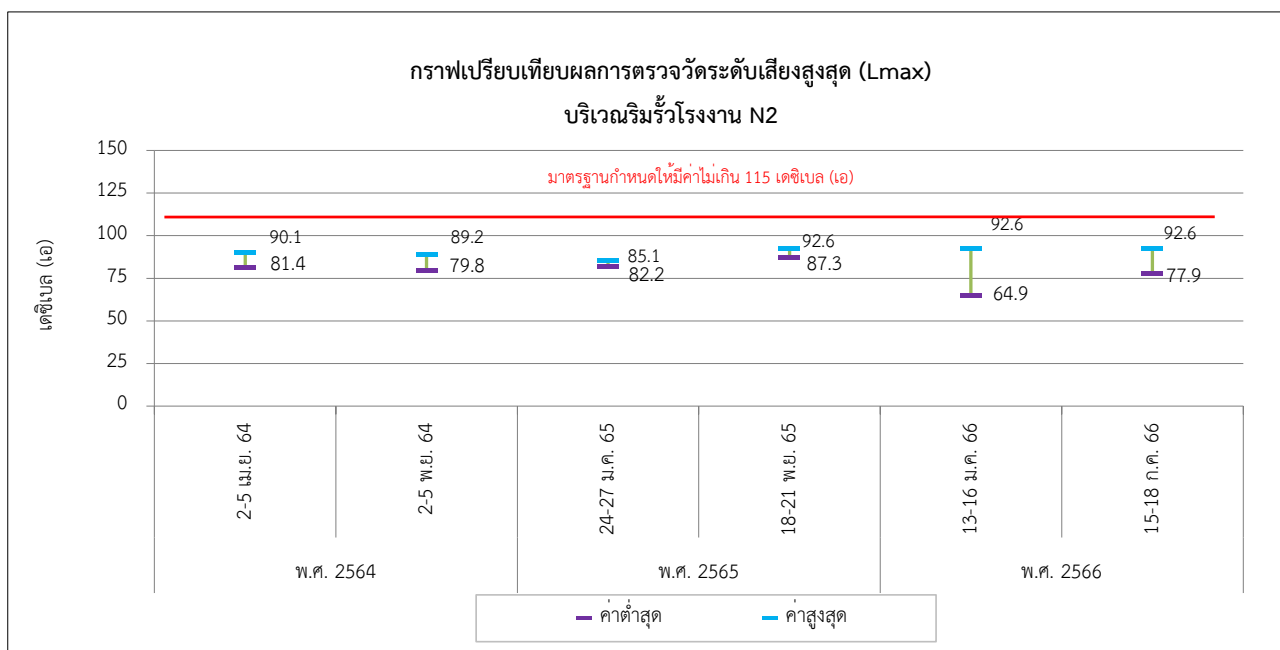 กราฟเปรียบเทียบผลการตรวจวัดระดับเสียงสูงสุด (Lmax)
บริเวณริมรั้วโรงงาน N2
เดซิเบล (เอ)
150
125
100
75
50
25
0
มาตรฐานกำหนดให้มีค่าไม่เกิน 115 เดซิเบล (เอ)
90.1
81.4
89.2
79.8
85.1
82.2
92.6
87.3
92.6
64.9
92.6
77.9
2-5 เม.ย. 64
2-5 พ.ย. 64
24-27 ม.ค. 65
18-21 พ.ย. 65
13-16 ม.ค. 66
15-18 ก.ค. 66
พ.ศ. 2564
พ.ศ. 2565
พ.ศ. 2566
ค่าต่ำสุด
ค่าสูงสุด